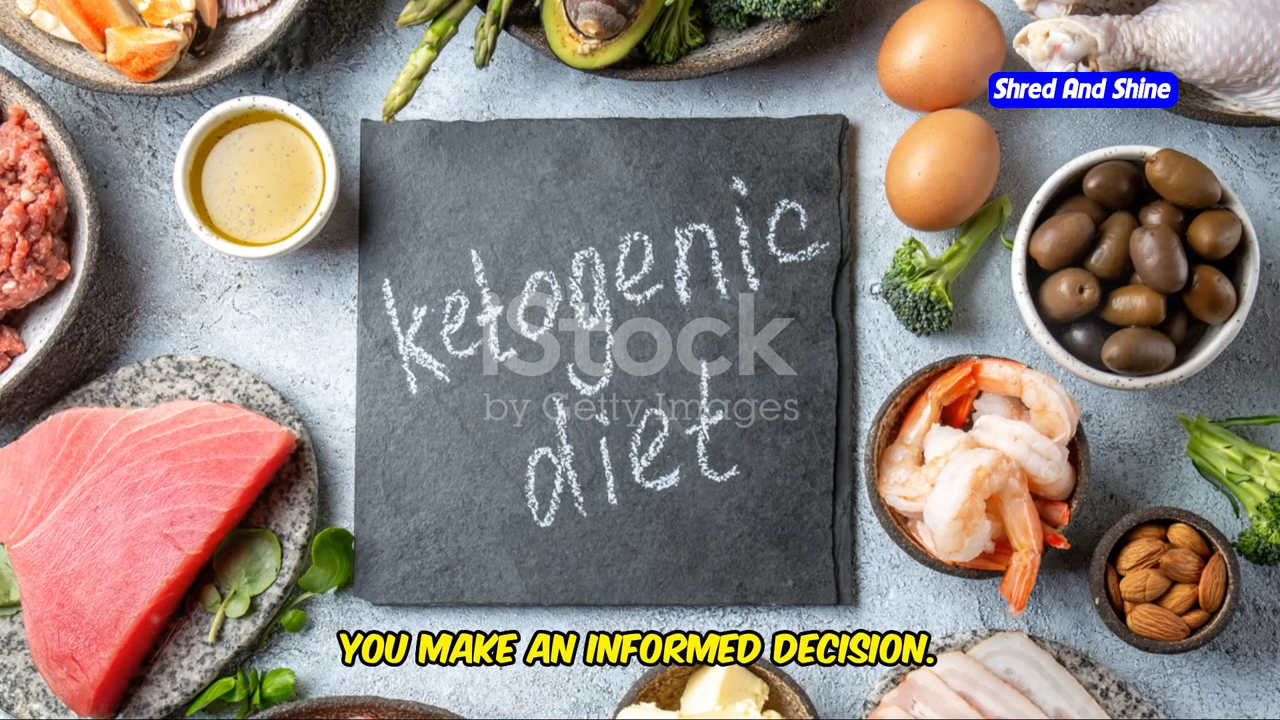 Shred And Shine
ketogenic
iStock
by Getty Images
diet
YOU MAKE AN INFORMED DECISION.